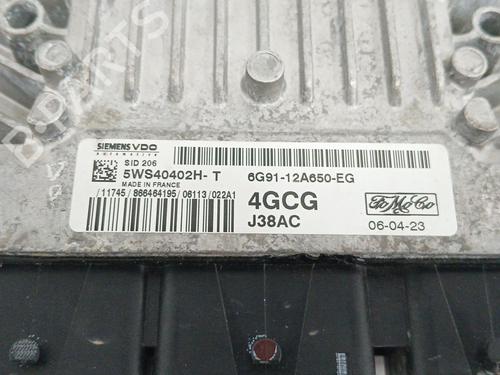 B-PARTS
SIEMENS VDO
SID 206
5WS40402H- T 6G91-12A650-EG
MADE IN FRANCE
/11745/866464195/06113/022A1
4GCG
J38AC
FoMoCo
06-04-23